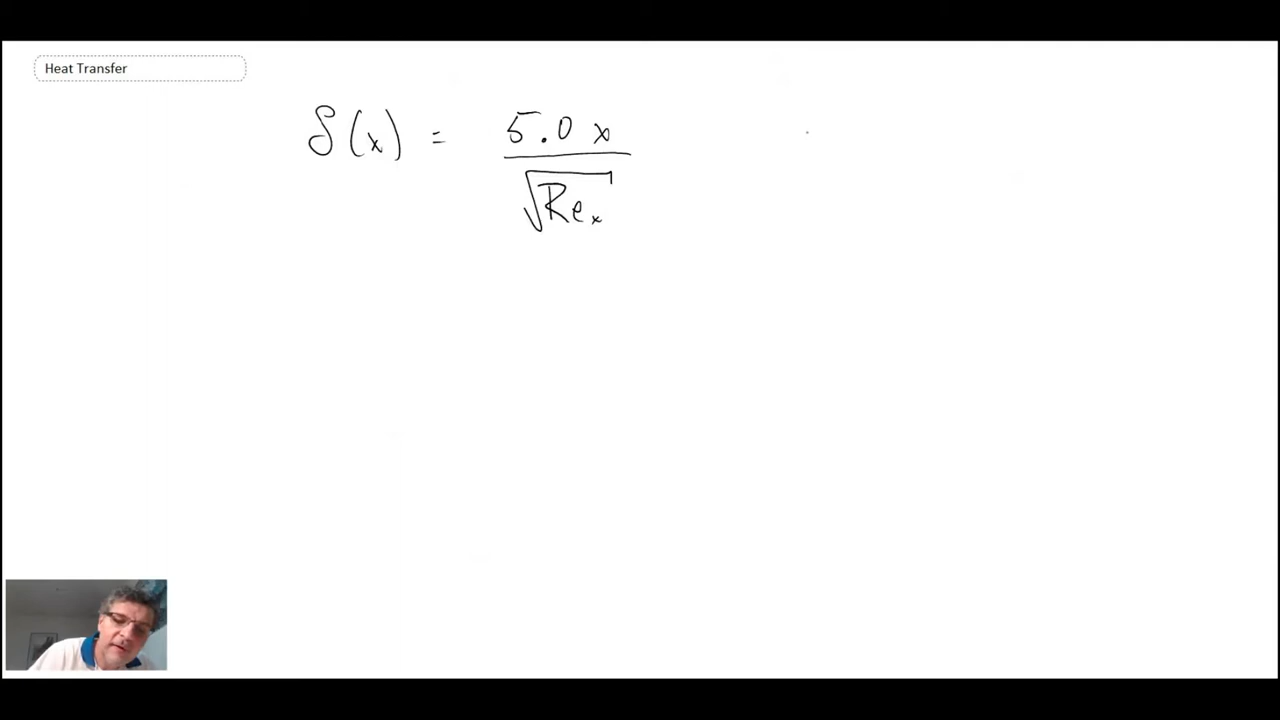 Heat Transfer
δ(x) = 5.0 x
√Reₓ